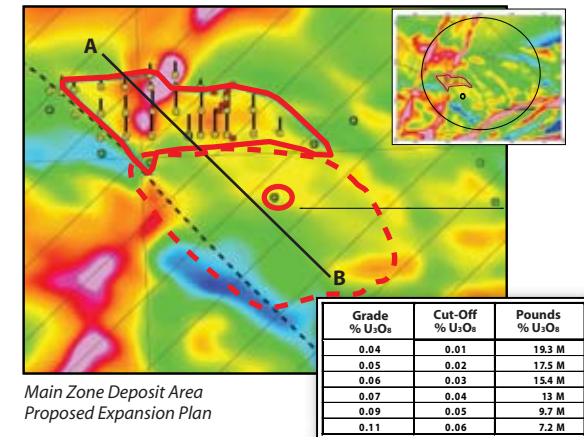 A
B
Grade Cut-Off Pounds
% U₃O₈ % U₃O₈ % U₃O₈
0.04 0.01 19.3 M
0.05 0.02 17.5 M
0.06 0.03 15.4 M
0.07 0.04 13 M
0.09 0.05 9.7 M
0.11 0.06 7.2 M
Main Zone Deposit Area
Proposed Expansion Plan